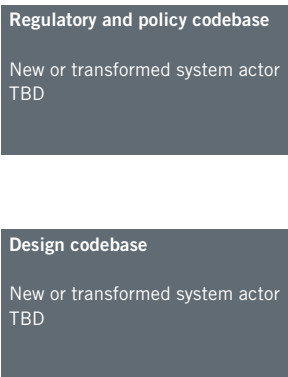 Regulatory and policy codebase
New or transformed system actor
TBD
Design codebase
New or transformed system actor
TBD